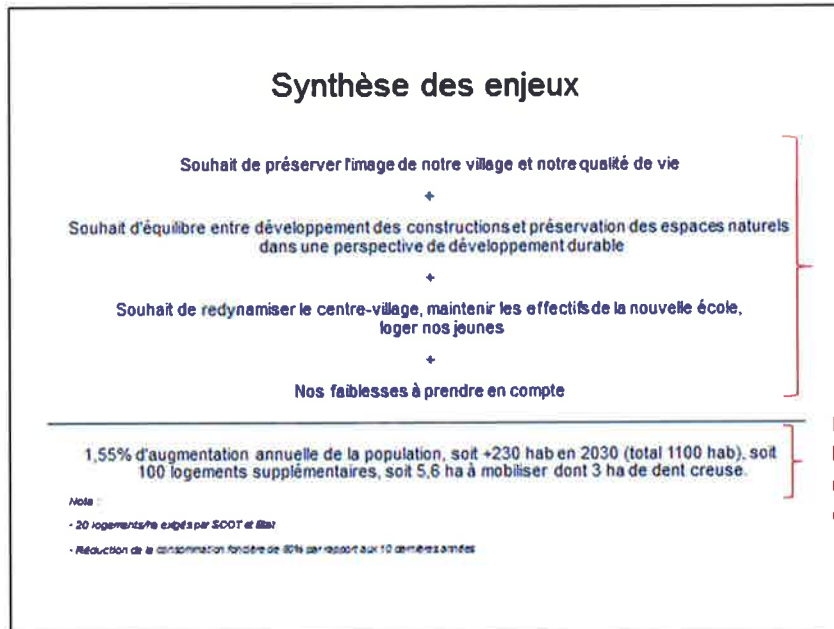 Synthèse des enjeux
Souhait de préserver l'image de notre village et notre qualité de vie
+
Souhait d'équilibre entre développement des constructions et préservation des espaces naturels
dans une perspective de développement durable
+
Souhait de redynamiser le centre-village, maintenir les effectifs de la nouvelle école,
loger nos jeunes
+
Nos faiblesses à prendre en compte
1,55% d'augmentation annuelle de la population, soit +230 hab en 2030 (total 1100 hab), soit
100 logements supplémentaires, soit 5,6 ha à mobiliser dont 3 ha de dent creuse.
Nota :
- 20 logements/ha exigés par SCOT et Etat
- Réduction de la consommation foncière de par rapport aux 10 dernières années